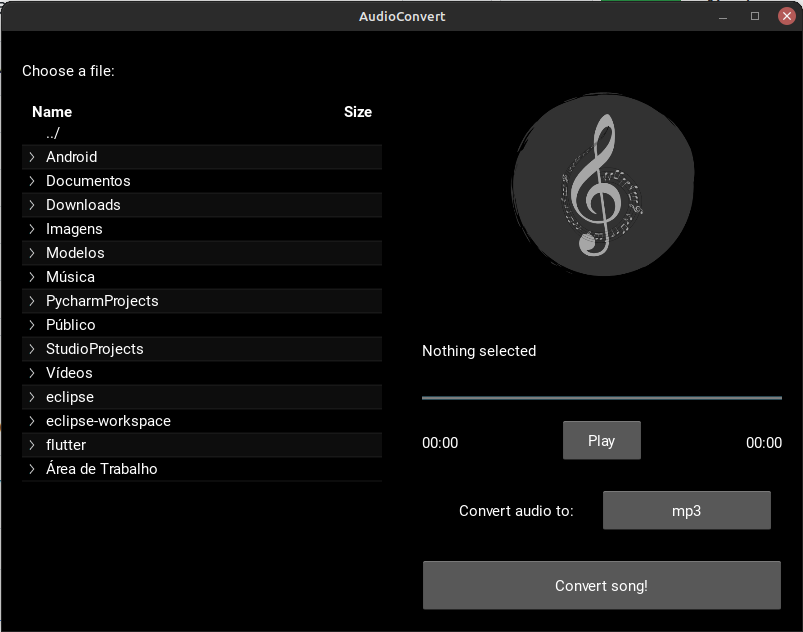 AudioConvert
Choose a file:
Name Size
../
Android
Documentos
Downloads
Imagens
Modelos
Música
PycharmProjects
Público
StudioProjects
Vídeos
eclipse
eclipse-workspace
flutter
Área de Trabalho
Nothing selected
00:00 Play 00:00
Convert audio to: mp3
Convert song!